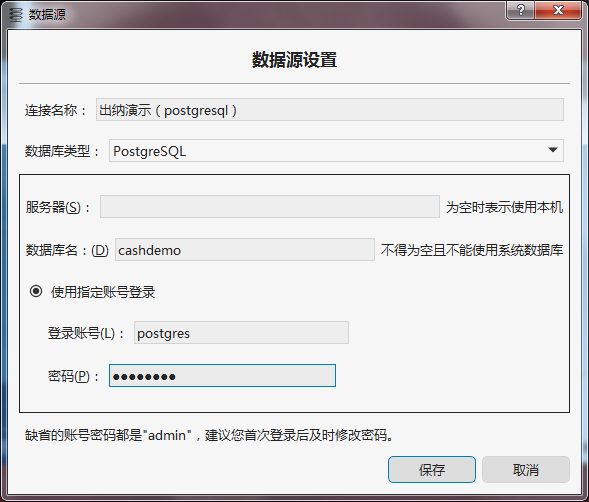 数据源
数据源设置
连接名称： 出纳演示（postgresql）
数据库类型： PostgreSQL
服务器(S)： 为空时表示使用本机
数据库名：(D) cashdemo 不得为空且不能使用系统数据库
使用指定账号登录
登录账号(L)： postgres
密码(P)： ●●●●●●●●
缺省的账号密码都是"admin"，建议您首次登录后及时修改密码。
保存 取消